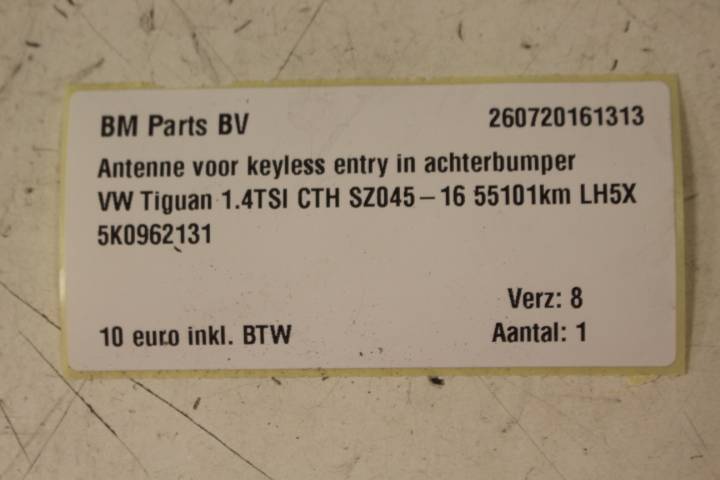 BM Parts BV 260720161313
Antenne voor keyless entry in achterbumper
VW Tiguan 1.4TSI CTH SZ045-16 55101km LH5X
5K0962131
Verz: 8
10 euro inkl. BTW Aantal: 1